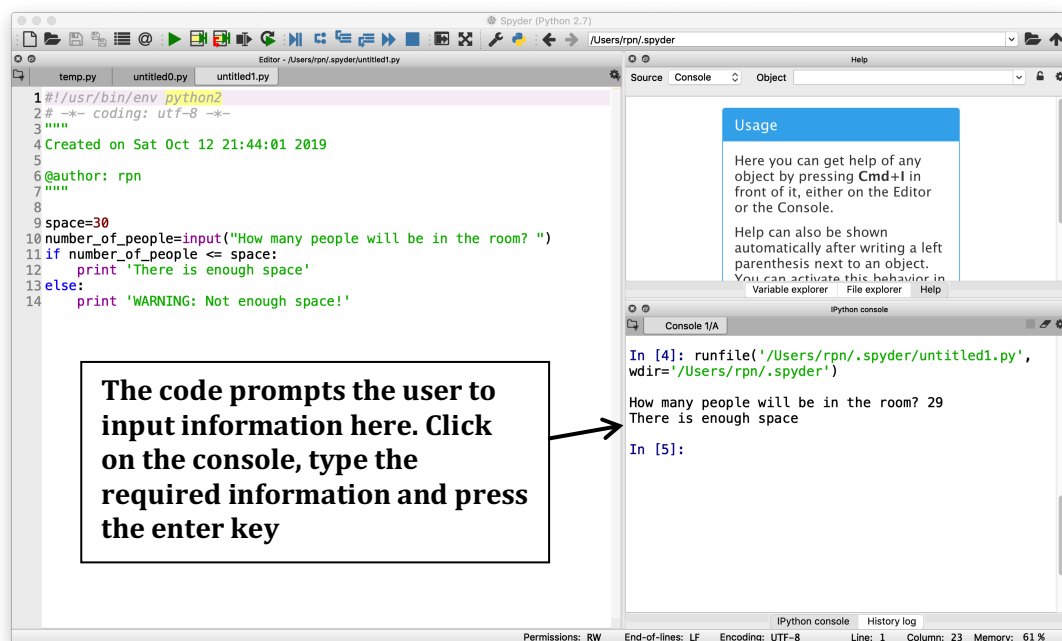 Spyder (Python 2.7)
/Users/rpn/.spyder
Editor - /Users/rpn/.spyder/untitled1.py
temp.py untitled0.py untitled1.py
1 #!/usr/bin/env python2
2 # -*- coding: utf-8 -*-
3 """
4 Created on Sat Oct 12 21:44:01 2019
5
6 @author: rpn
7 """
8
9 space=30
10 number_of_people=input("How many people will be in the room? ")
11 if number_of_people <= space:
12     print 'There is enough space'
13 else:
14     print 'WARNING: Not enough space!'
The code prompts the user to
input information here. Click
on the console, type the
required information and press
the enter key
Help
Source Console Object
Usage
Here you can get help of any
object by pressing Cmd+I in
front of it, either on the Editor
or the Console.
Help can also be shown
automatically after writing a left
parenthesis next to an object.
You can activate this behavior in
Variable explorer File explorer Help
IPython console
Console 1/A
In [4]: runfile('/Users/rpn/.spyder/untitled1.py',
wdir='/Users/rpn/.spyder')
How many people will be in the room? 29
There is enough space
In [5]:
IPython console History log
Permissions: RW End-of-lines: LF Encoding: UTF-8 Line: 1 Column: 23 Memory: 61 %